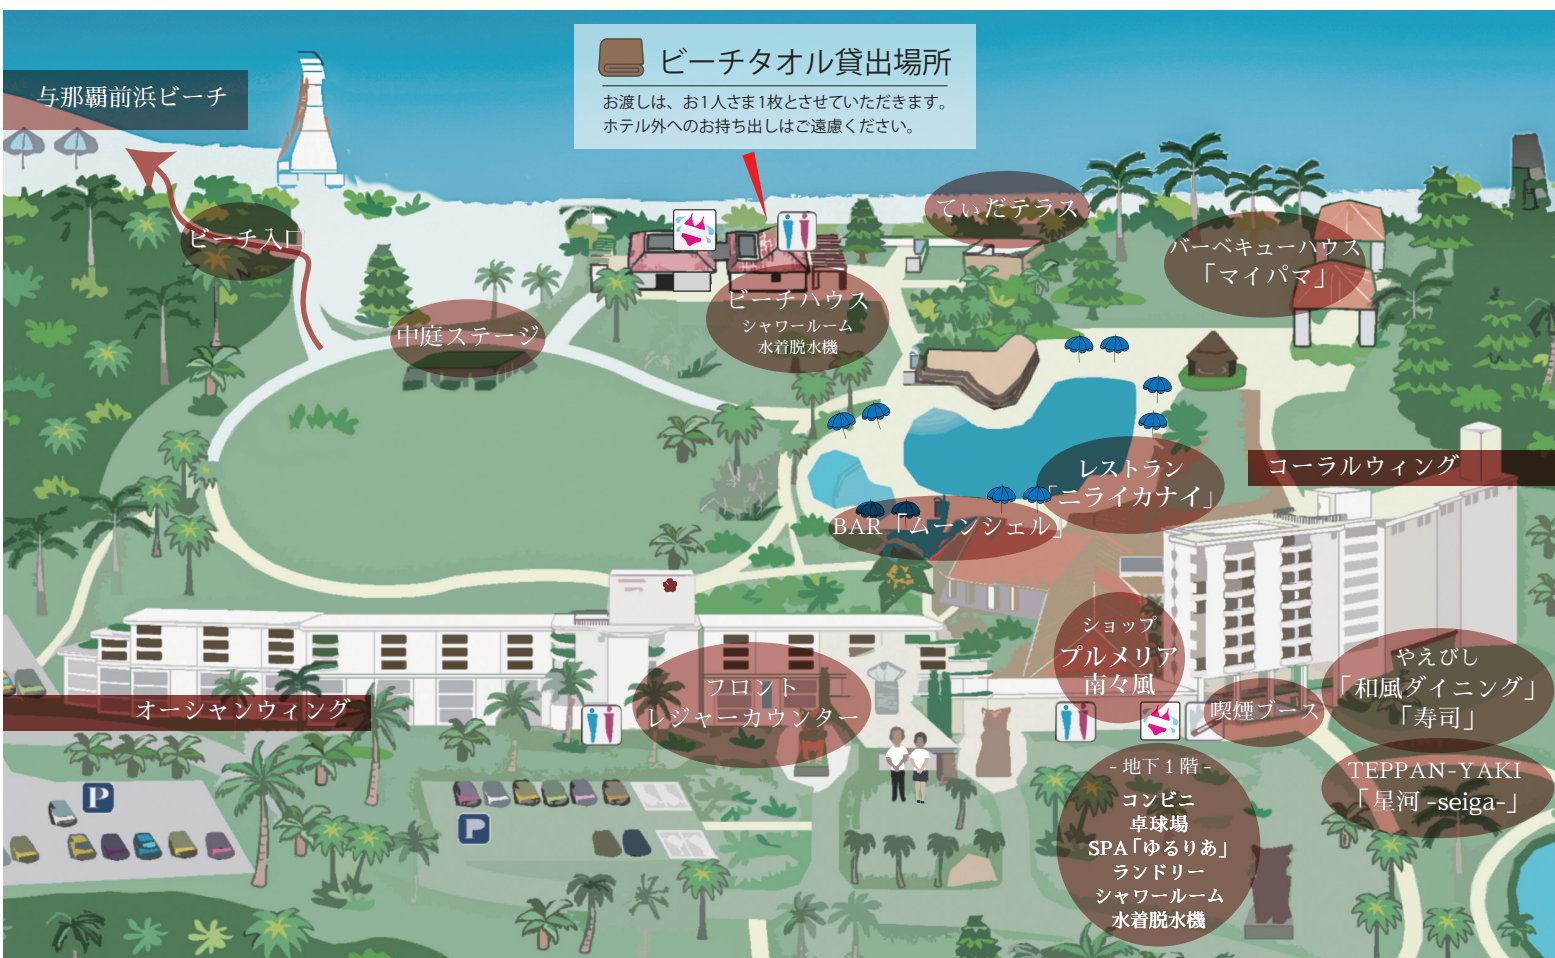 ビーチタオル貸出場所
お渡しは、お1人さま1枚とさせていただきます。
ホテル外へのお持ち出しはご遠慮ください。
与那覇前浜ビーチ
ビーチ入口
てぃだテラス
バーベキューハウス
「マイパマ」
ビーチハウス
シャワールーム
水着脱水機
中庭ステージ
レストラン
「ニライカナイ」
コーラルウィング
BAR「ムーンシェル」
ショップ
プルメリア
南々風
やえびし
「和風ダイニング」
「寿司」
フロント
レジャーカウンター
オーシャンウィング
喫煙ブース
TEPPAN-YAKI
「星河 -seiga-」
- 地下1階 -
コンビニ
卓球場
SPA「ゆるりあ」
ランドリー
シャワールーム
水着脱水機
P
P